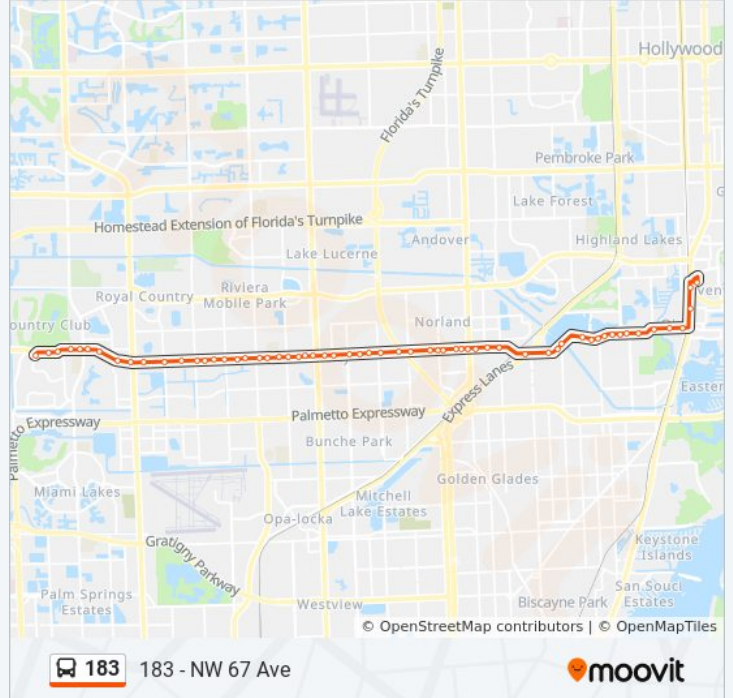 Hollywood
Florida's Turnpike
Pembroke Park
Lake Forest
Homestead Extension of Florida's Turnpike
Andover
Highland Lakes
Lake Lucerne
Riviera
Mobile Park
Royal Country
ountry Club
Norland
Easter
Express Lanes
Palmetto Expressway
Palmetto Expressway
Bunche Park
Golden Glades
Miami Lakes
Mitchell
Lake Estates
Opa-locka
Keystone
Islands
Gratigny Parkway
Palm Springs
Estates
San Souci
Estates
Westview
Biscayne Park
© OpenStreetMap contributors | © OpenMapTiles
183 183 - NW 67 Ave
moovit